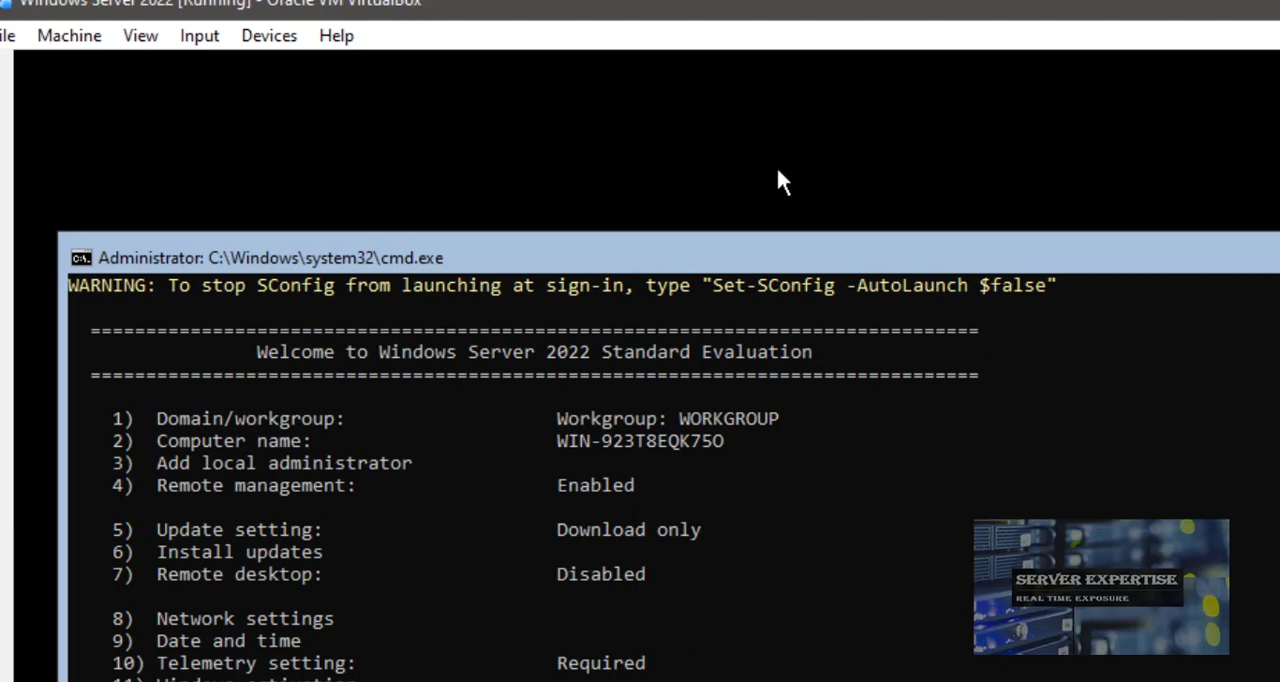 Windows Server 2022 [Running] - Oracle VM VirtualBox
ile Machine View Input Devices Help
Administrator: C:\Windows\system32\cmd.exe
WARNING: To stop SConfig from launching at sign-in, type "Set-SConfig -AutoLaunch $false"
================================================================================
Welcome to Windows Server 2022 Standard Evaluation
================================================================================
1) Domain/workgroup: Workgroup: WORKGROUP
2) Computer name: WIN-923T8EQK75O
3) Add local administrator
4) Remote management: Enabled
5) Update setting: Download only
6) Install updates
7) Remote desktop: Disabled
SERVER EXPERTISE
REAL TIME EXPOSURE
8) Network settings
9) Date and time
10) Telemetry setting: Required
11) Windows activation